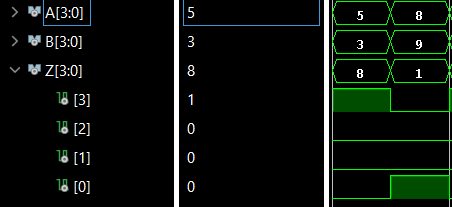 A[3:0] 5 5 8
B[3:0] 3 3 9
Z[3:0] 8 8 1
[3] 1
[2] 0
[1] 0
[0] 0